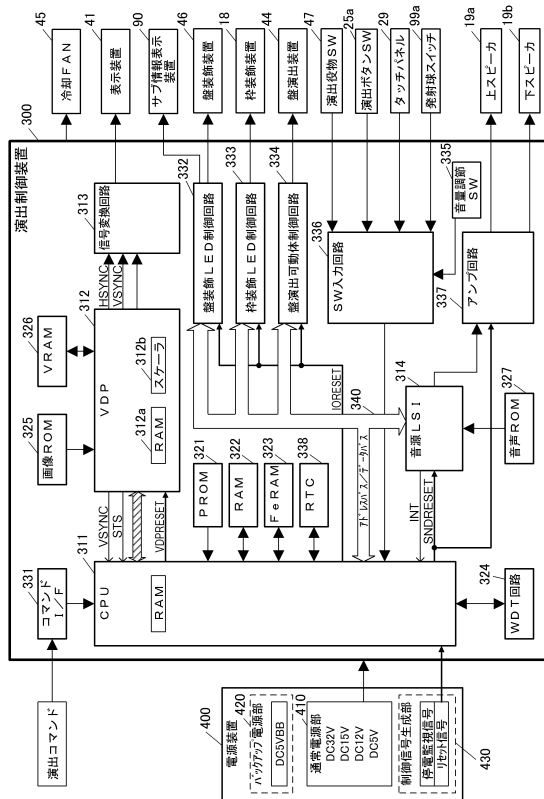 演出制御装置
300
演出コマンド
331
コマンド
I/F
325
画像ROM
326
VRAM
311
CPU
RAM
VSYNC
STS
VDPRESET
312
VDP
312a
RAM
312b
スケーラ
HSYNC
VSYNC
313
信号変換回路
45
冷却FAN
41
表示装置
90
サブ情報表示
装置
46
盤装飾装置
18
枠装飾装置
44
盤演出装置
47
演出役物SW
25a
演出ボタンSW
29
タッチパネル
99a
発射球スイッチ
19a
上スピーカ
19b
下スピーカ
321
PROM
322
RAM
323
FeRAM
338
RTC
332
盤装飾LED制御回路
333
枠装飾LED制御回路
334
盤演出可動体制御回路
IORESET
340
アドレスバス/データバス
336
SW入力回路
335
音量調節
SW
337
アンプ回路
314
音源LSI
INT
SNDRESET
327
音声ROM
324
WDT回路
400
電源装置
420
バックアップ電源部
DC5VBB
410
通常電源部
DC32V
DC15V
DC12V
DC5V
制御信号生成部
停電監視信号
リセット信号
430